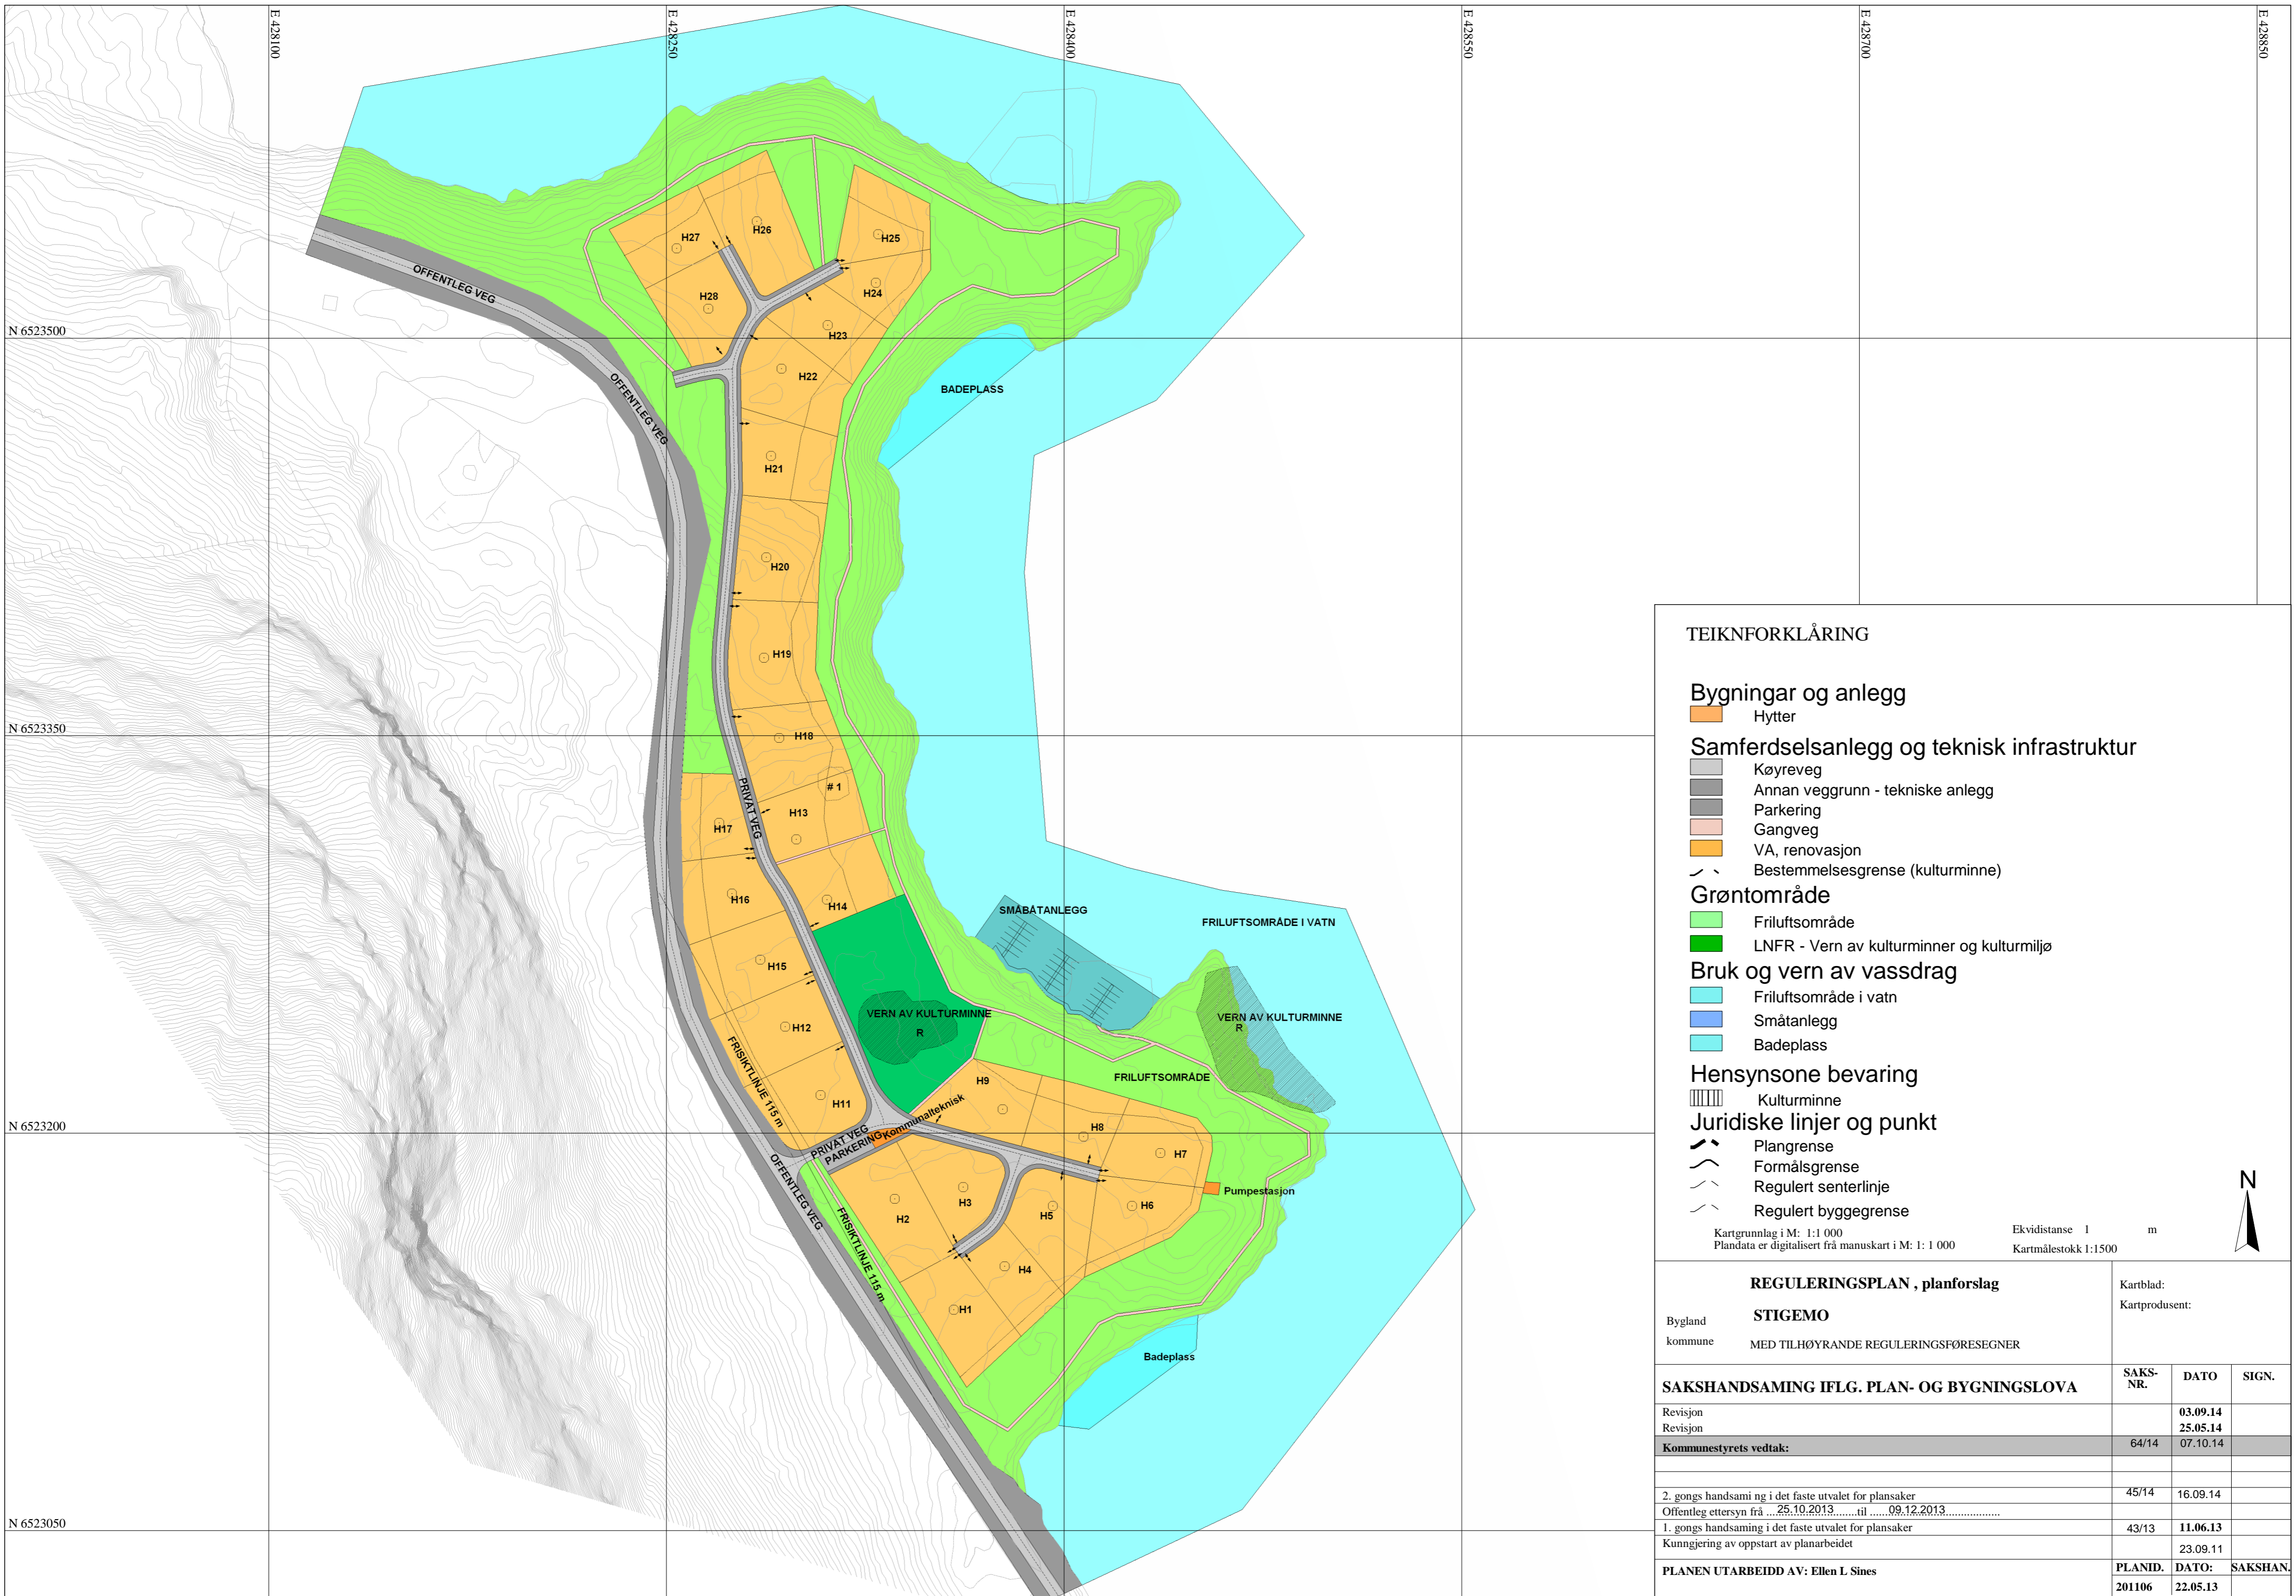 E 428100
E 428250
E 428400
E 428550
E 428700
E 428850
H27
H26
H25
OFFENTLEG VEG
H28
H24
N 6523500
H23
OFFENTLEG VEG
H22
BADEPLASS
H21
H20
H19
N 6523350
H18
PRIVAT VEG
# 1
H13
H17
H16
H14
SMÅBÅTANLEGG
FRILUFTSOMRÅDE I VATN
H15
VERN AV KULTURMINNE
R
VERN AV KULTURMINNE
R
H12
FRISIKTLINJE 115 m
H9
FRILUFTSOMRÅDE
H11
Kommunalteknisk
N 6523200
PRIVAT VEG
PARKERING
H8
H7
OFFENTLEG VEG
H3
H2
H5
H6
Pumpestasjon
FRISIKTLINJE 115 m
H4
H1
Badeplass
N 6523050
TEIKNFORKLÅRING
Bygningar og anlegg
Hytter
Samferdselsanlegg og teknisk infrastruktur
Køyreveg
Annan veggrunn - tekniske anlegg
Parkering
Gangveg
VA, renovasjon
Bestemmelsesgrense (kulturminne)
Grøntområde
Friluftsområde
LNFR - Vern av kulturminner og kulturmiljø
Bruk og vern av vassdrag
Friluftsområde i vatn
Småtanlegg
Badeplass
Hensynsone bevaring
Kulturminne
Juridiske linjer og punkt
Plangrense
Formålsgrense
Regulert senterlinje
Regulert byggegrense
N
Kartgrunnlag i M: 1:1 000
Plandata er digitalisert frå manuskart i M: 1: 1 000
Ekvidistanse 1 m
Kartmålestokk 1:1500
REGULERINGSPLAN , planforslag
STIGEMO
Bygland
kommune
MED TILHØYRANDE REGULERINGSFØRESEGNER
Kartblad:
Kartprodusent:
SAKSHANDSAMING IFLG. PLAN- OG BYGNINGSLOVA
SAKS-NR. DATO SIGN.
Revisjon 03.09.14
Revisjon 25.05.14
Kommunestyrets vedtak: 64/14 07.10.14
2. gongs handsami ng i det faste utvalet for plansaker 45/14 16.09.14
Offentleg ettersyn frå ...25.10.2013...til ...09.12.2013...
1. gongs handsaming i det faste utvalet for plansaker 43/13 11.06.13
Kunngjering av oppstart av planarbeidet 23.09.11
PLANEN UTARBEIDD AV: Ellen L Sines
PLANID. DATO: SAKSHAN.
201106 22.05.13